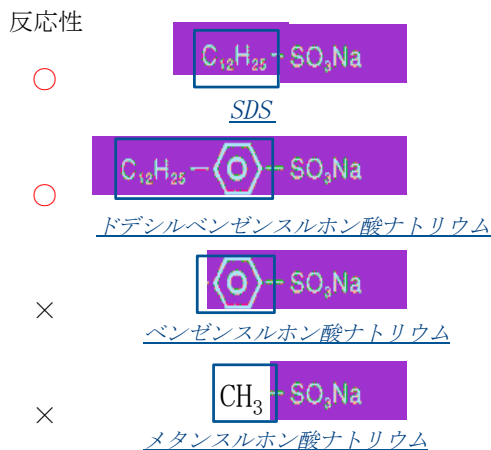 反応性
○ C₁₂H₂₅-SO₃Na
SDS
○ C₁₂H₂₅-SO₃Na
ドデシルベンゼンスルホン酸ナトリウム
× -SO₃Na
ベンゼンスルホン酸ナトリウム
× CH₃-SO₃Na
メタンスルホン酸ナトリウム